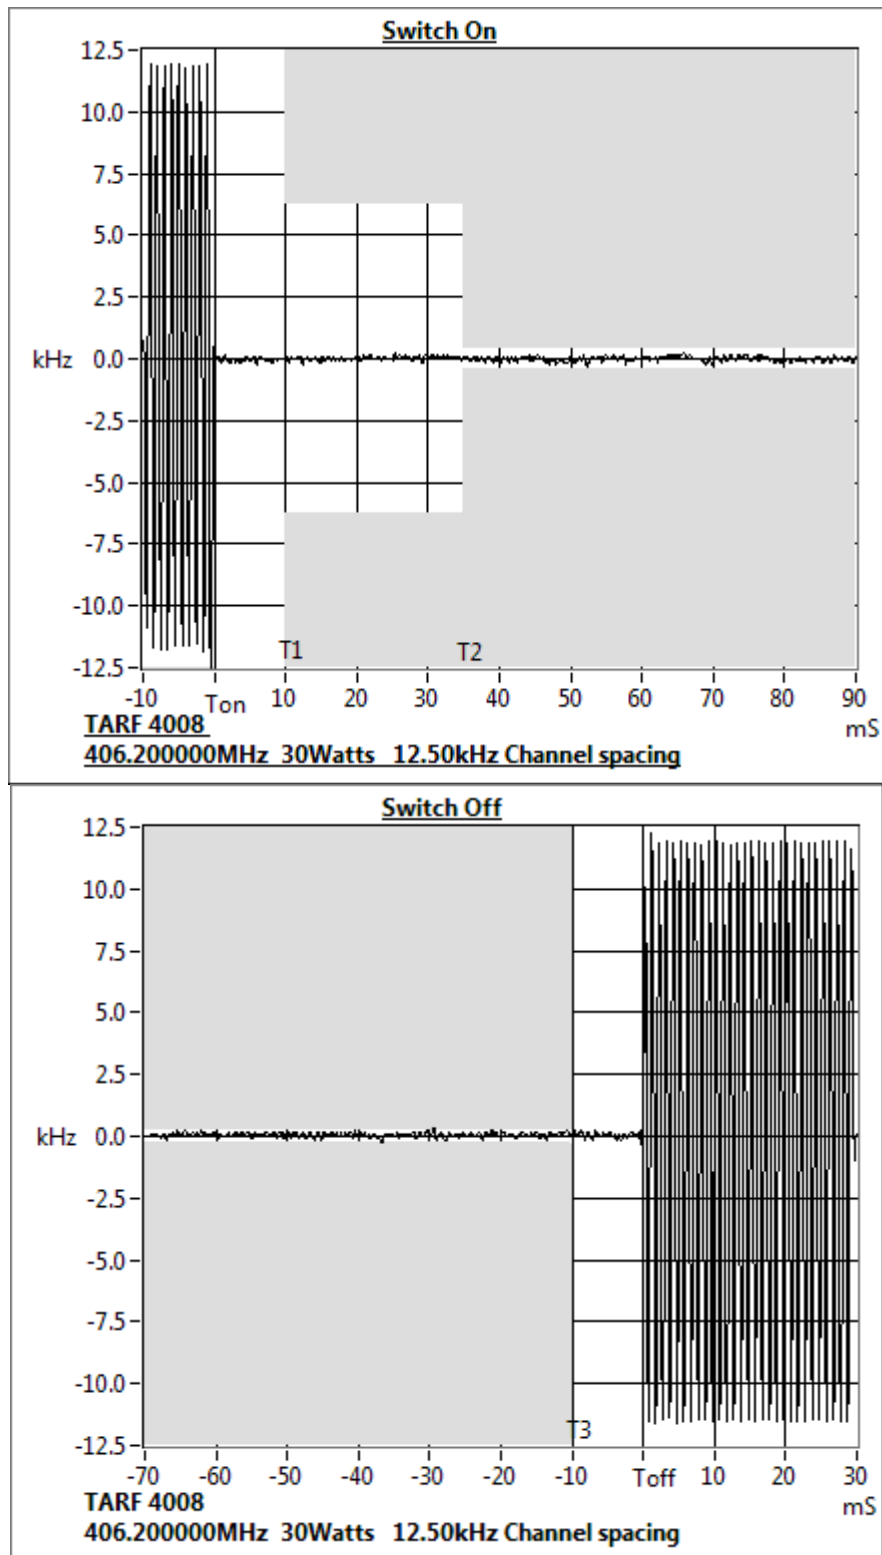 Switch On
12.5
10.0
7.5
5.0
2.5
kHz 0.0
-2.5
-5.0
-7.5
-10.0
-12.5
T1 T2
-10 Ton 10 20 30 40 50 60 70 80 90
mS
TARF 4008
406.200000MHz 30Watts 12.50kHz Channel spacing
Switch Off
12.5
10.0
7.5
5.0
2.5
kHz 0.0
-2.5
-5.0
-7.5
-10.0
-12.5
T3
-70 -60 -50 -40 -30 -20 -10 Toff 10 20 30
mS
TARF 4008
406.200000MHz 30Watts 12.50kHz Channel spacing